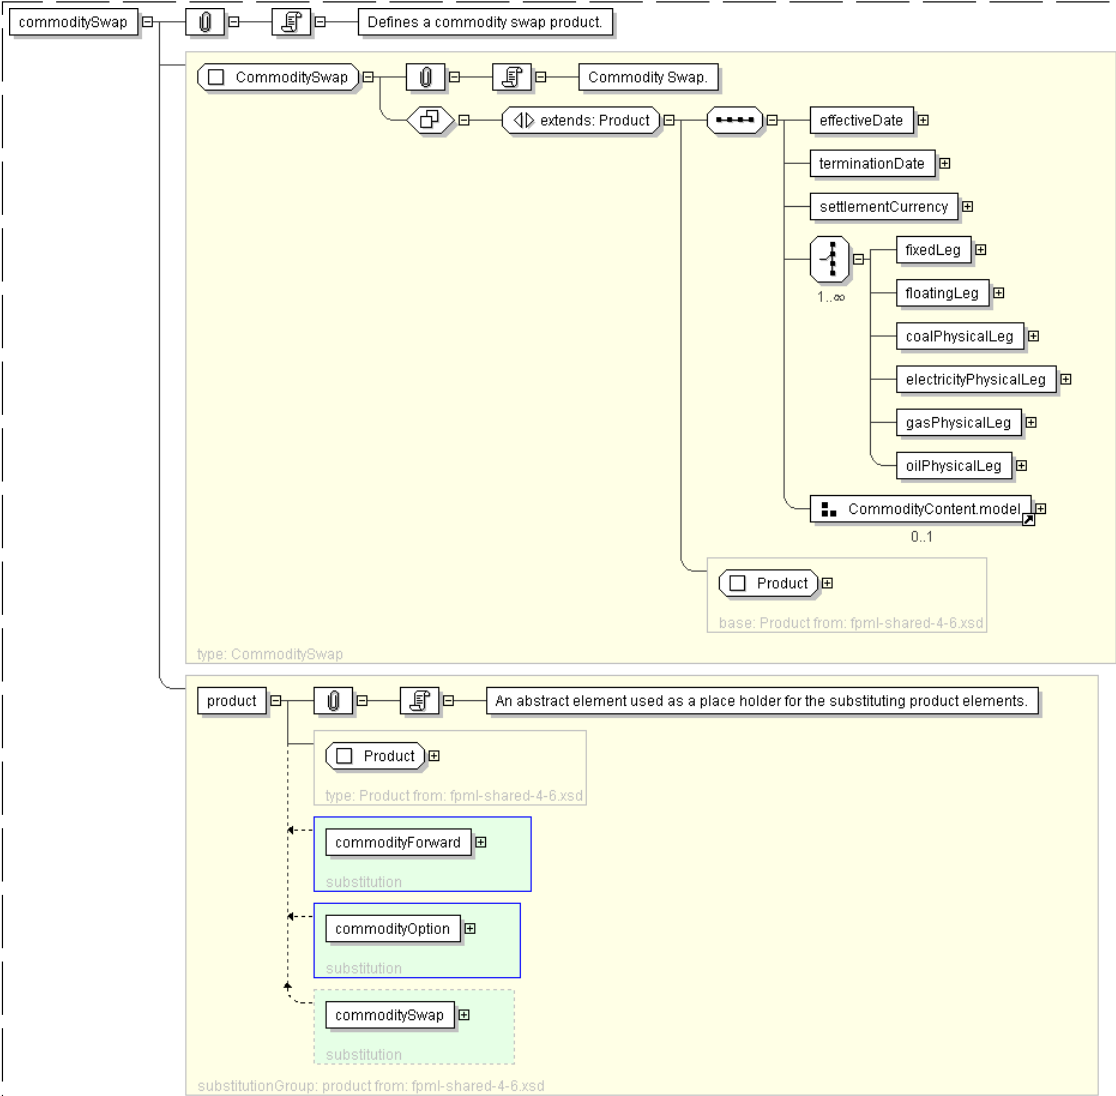 commoditySwap
Defines a commodity swap product.
CommoditySwap
Commodity Swap.
extends: Product
effectiveDate
terminationDate
settlementCurrency
1..∞
fixedLeg
floatingLeg
coalPhysicalLeg
electricityPhysicalLeg
gasPhysicalLeg
oilPhysicalLeg
CommodityContent.model
0..1
Product
base: Product from: fpml-shared-4-6.xsd
type: CommoditySwap
product
An abstract element used as a place holder for the substituting product elements.
Product
type: Product from: fpml-shared-4-6.xsd
commodityForward
substitution
commodityOption
substitution
commoditySwap
substitution
substitutionGroup: product from: fpml-shared-4-6.xsd